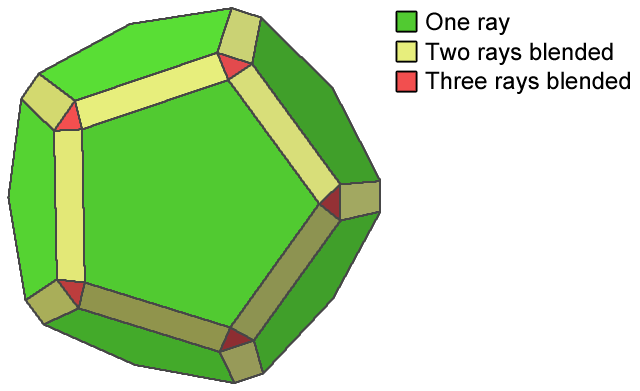 One ray
Two rays blended
Three rays blended